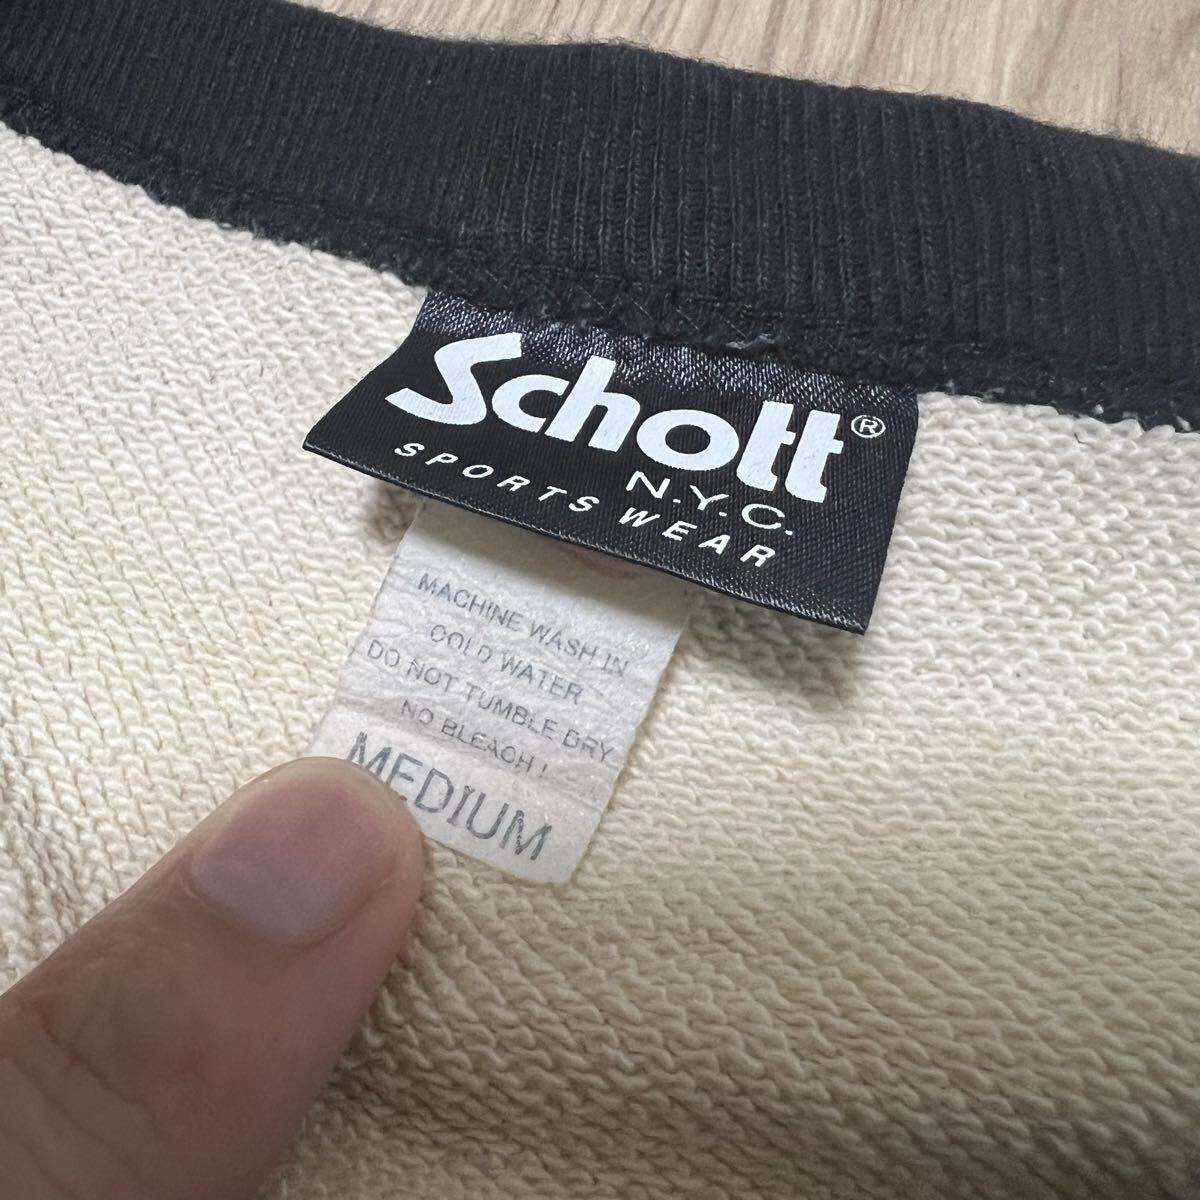 Schott®
N.Y.C.
SPORTS WEAR
MACHINE WASH IN
COLD WATER
DO NOT TUMBLE DRY
NO BLEACH!
MEDIUM